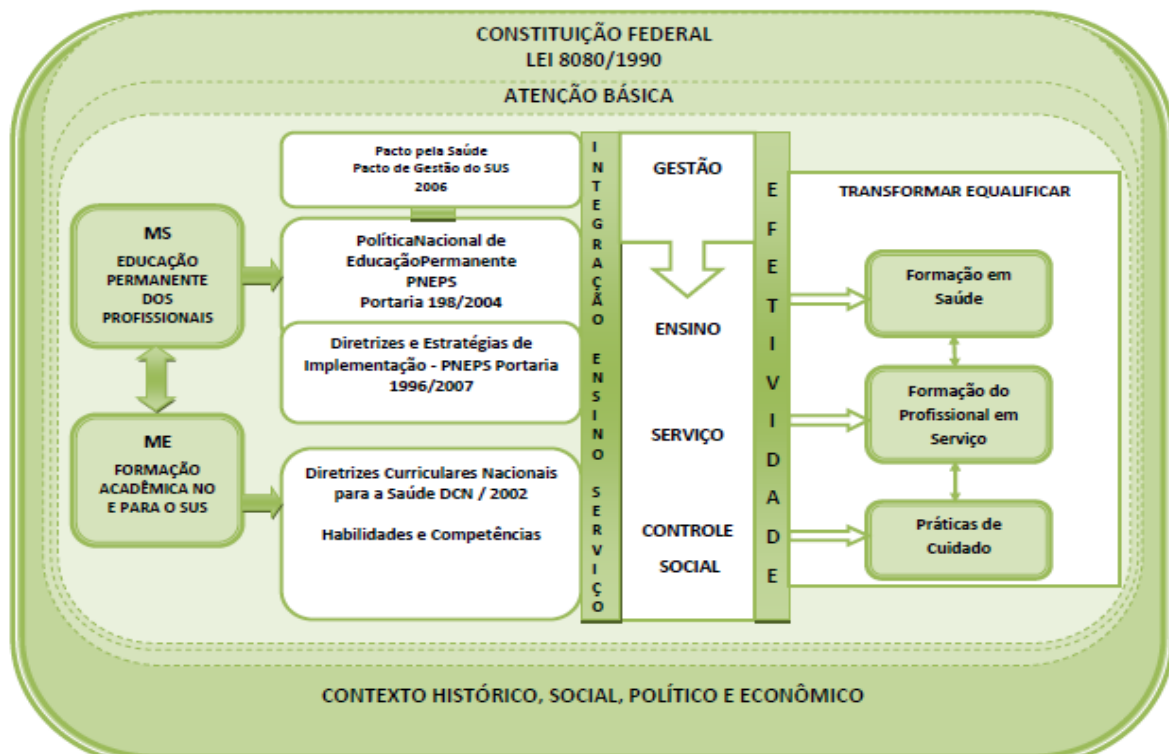 CONSTITUIÇÃO FEDERAL
LEI 8080/1990
ATENÇÃO BÁSICA
MS
EDUCAÇÃO
PERMANENTE
DOS
PROFISSIONAIS
ME
FORMAÇÃO
ACADÊMICA NO
E PARA O SUS
Pacto pela Saúde
Pacto de Gestão do SUS
2006
PolíticaNacional de
EducaçãoPermanente
PNEPS
Portaria 198/2004
Diretrizes e Estratégias de
Implementação - PNEPS Portaria
1996/2007
Diretrizes Curriculares Nacionais
para a Saúde DCN / 2002
Habilidades e Competências
INTEGRAÇÃO ENSINO SERVIÇO
GESTÃO
ENSINO
SERVIÇO
CONTROLE
SOCIAL
EFETIVIDADE
TRANSFORMAR EQUALIFICAR
Formação em
Saúde
Formação do
Profissional em
Serviço
Práticas de
Cuidado
CONTEXTO HISTÓRICO, SOCIAL, POLÍTICO E ECONÔMICO